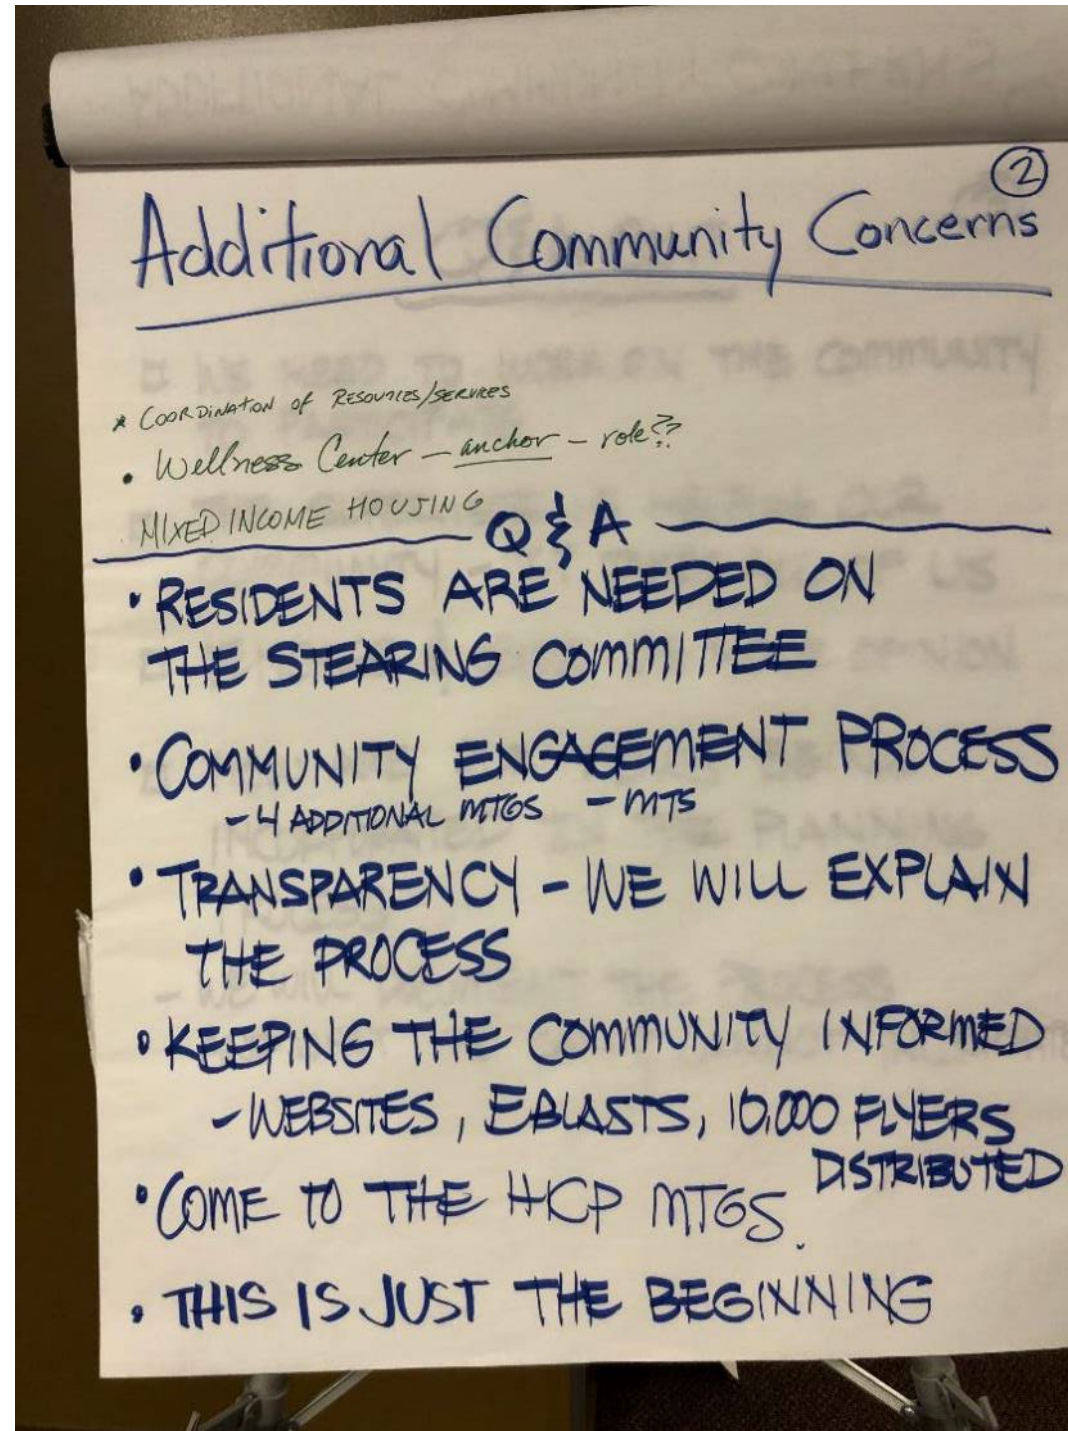 ②
Additional Community Concerns
* COORDINATION OF RESOURCES/SERVICES
• Wellness Center – anchor – role??
MIXED INCOME HOUSING
Q & A
• RESIDENTS ARE NEEDED ON
THE STEARING COMMITTEE
• COMMUNITY ENGAGEMENT PROCESS
- 4 ADDITIONAL MTGS - MTS
• TRANSPARENCY - WE WILL EXPLAIN
THE PROCESS
• KEEPING THE COMMUNITY INFORMED
- WEBSITES, EBLASTS, 10,000 FLYERS
DISTRIBUTED
• COME TO THE HCP MTGS.
• THIS IS JUST THE BEGINNING